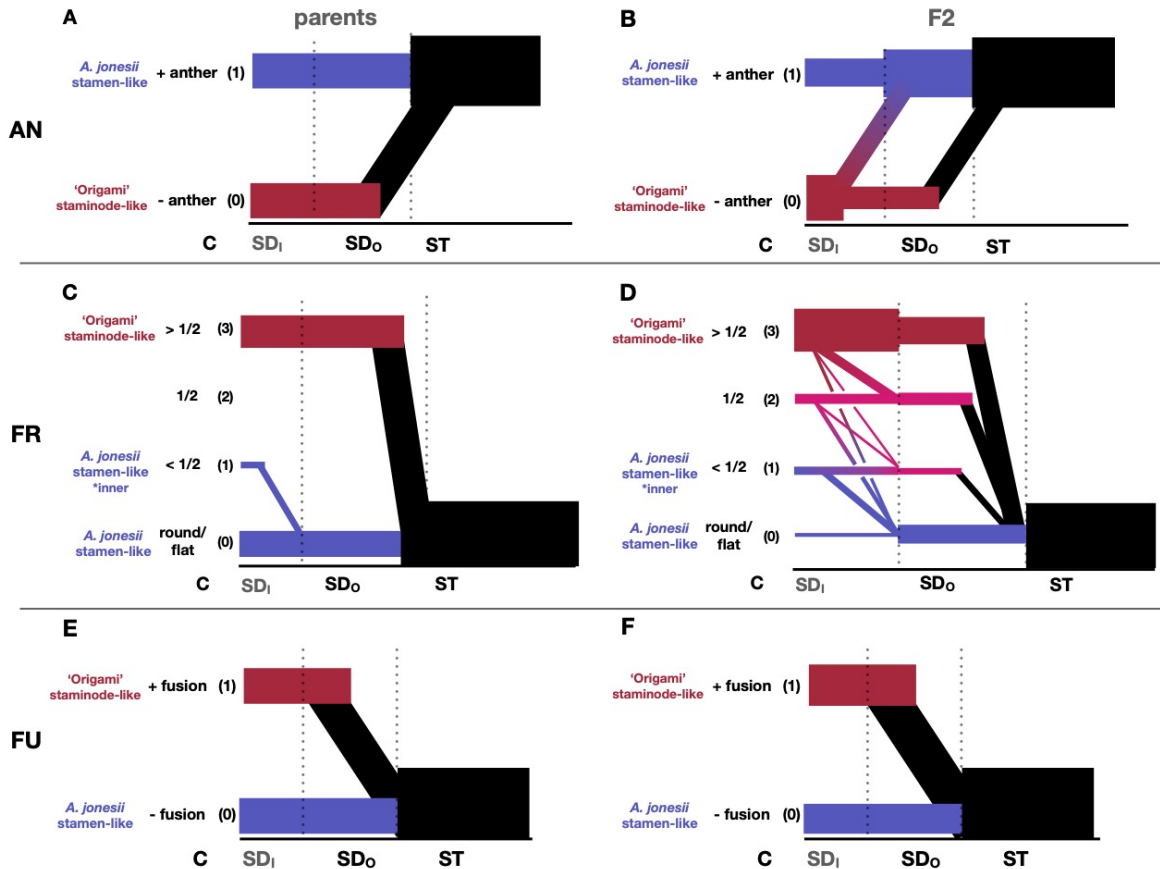 A
parents
A. jonesii
stamen-like
+ anther (1)
AN
'Origami'
staminode-like
- anther (0)
C SDI SDO ST
B
F2
A. jonesii
stamen-like
+ anther (1)
'Origami'
staminode-like
- anther (0)
C SDI SDO ST
C
'Origami'
staminode-like
> 1/2 (3)
1/2 (2)
FR
A. jonesii
stamen-like
*inner
< 1/2 (1)
A. jonesii
stamen-like
round/
flat
(0)
C SDI SDO ST
D
'Origami'
staminode-like
> 1/2 (3)
1/2 (2)
A. jonesii
stamen-like
*inner
< 1/2 (1)
A. jonesii
stamen-like
round/
flat
(0)
C SDI SDO ST
E
'Origami'
staminode-like
+ fusion (1)
FU
A. jonesii
stamen-like
- fusion (0)
C SDI SDO ST
F
'Origami'
staminode-like
+ fusion (1)
A. jonesii
stamen-like
- fusion (0)
C SDI SDO ST